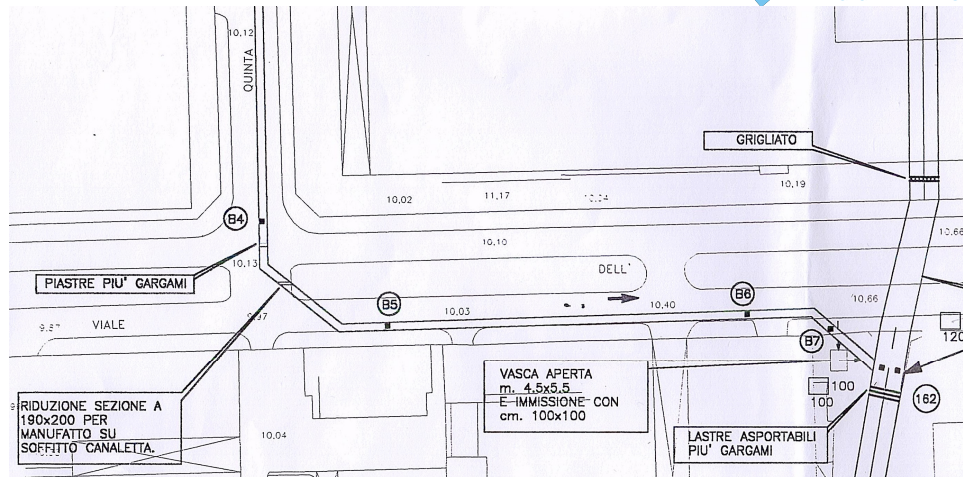 10,12
QUINTA
GRIGLIATO
10,02
11,17
10,19
B4
10,10
10,66
10,13
DELL'
PIASTRE PIU' GARGAMI
B5
B6
10,03
10,40
10,66
9,97
VIALE
B7
120
VASCA APERTA
m. 4.5x5.5
E IMMISSIONE CON
cm. 100x100
100
100
162
RIDUZIONE SEZIONE A
190x200 PER
MANUFATTO SU
SOFFITTO CANALETTA.
10,04
LASTRE ASPORTABILI
PIU' GARGAMI